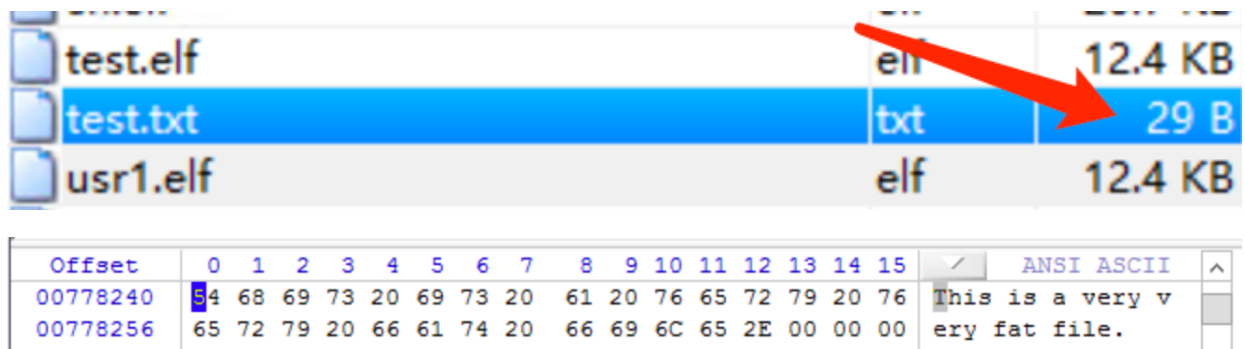 test.elf elf 12.4 KB
test.txt txt 29 B
usr1.elf elf 12.4 KB
Offset 0 1 2 3 4 5 6 7 8 9 10 11 12 13 14 15 ANSI ASCII
00778240 54 68 69 73 20 69 73 20 61 20 76 65 72 79 20 76 This is a very v
00778256 65 72 79 20 66 61 74 20 66 69 6C 65 2E 00 00 00 ery fat file.